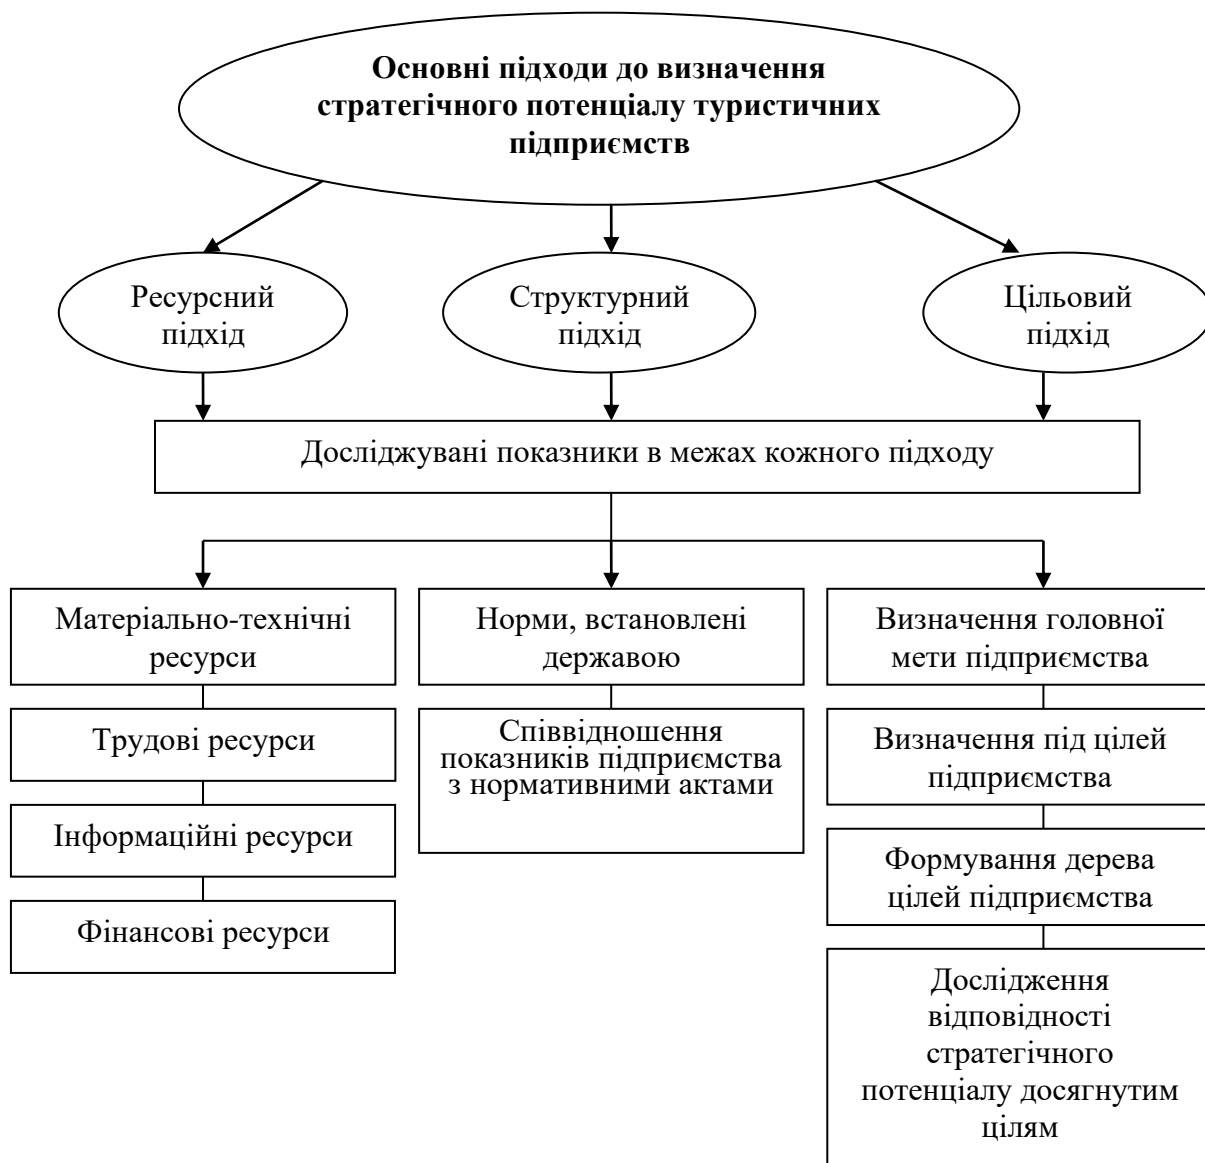 Основні підходи до визначення
стратегічного потенціалу туристичних
підприємств
Ресурсний
підхід
Структурний
підхід
Цільовий
підхід
Досліджувані показники в межах кожного підходу
Матеріально-технічні
ресурси
Трудові ресурси
Інформаційні ресурси
Фінансові ресурси
Норми, встановлені
державою
Співвідношення
показників підприємства
з нормативними актами
Визначення головної
мети підприємства
Визначення під цілей
підприємства
Формування дерева
цілей підприємства
Дослідження
відповідності
стратегічного
потенціалу досягнутим
цілям